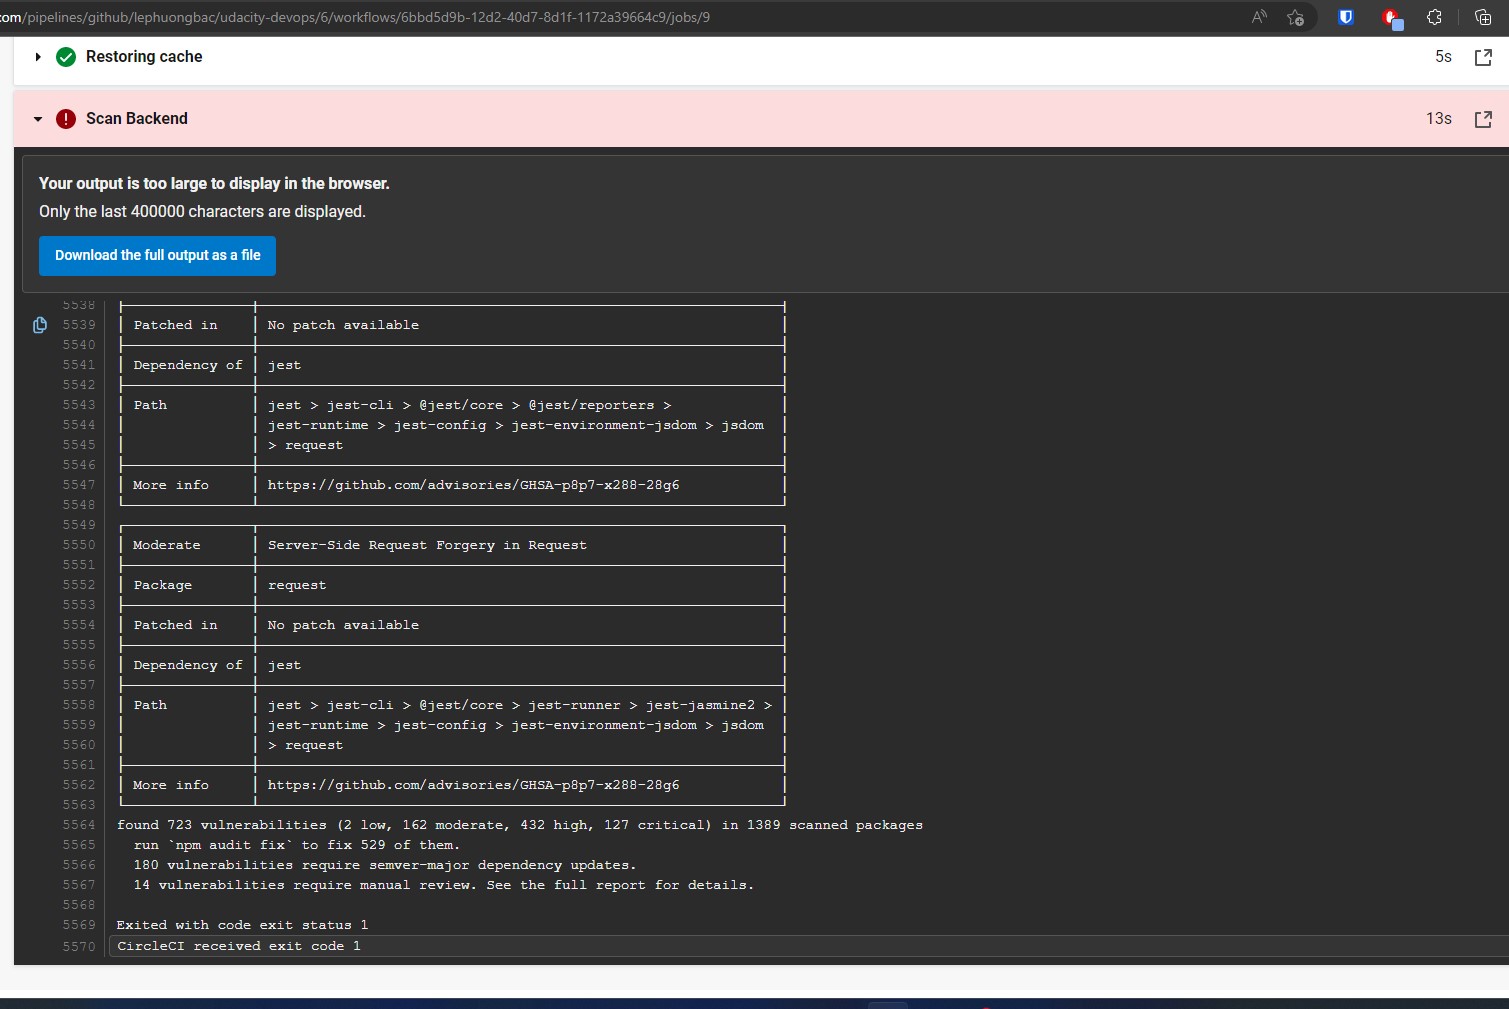 com/pipelines/github/lephuongbac/udacity-devops/6/workflows/6bbd5d9b-12d2-40d7-8d1f-1172a39664c9/jobs/9
Restoring cache 5s
Scan Backend 13s
Your output is too large to display in the browser.
Only the last 400000 characters are displayed.
Download the full output as a file
5538
5539 Patched in No patch available
5540
5541 Dependency of jest
5542
5543 Path jest > jest-cli > @jest/core > @jest/reporters >
5544 jest-runtime > jest-config > jest-environment-jsdom > jsdom
5545 > request
5546
5547 More info https://github.com/advisories/GHSA-p8p7-x288-28g6
5548
5549
5550 Moderate Server-Side Request Forgery in Request
5551
5552 Package request
5553
5554 Patched in No patch available
5555
5556 Dependency of jest
5557
5558 Path jest > jest-cli > @jest/core > jest-runner > jest-jasmine2 >
5559 jest-runtime > jest-config > jest-environment-jsdom > jsdom
5560 > request
5561
5562 More info https://github.com/advisories/GHSA-p8p7-x288-28g6
5563
5564 found 723 vulnerabilities (2 low, 162 moderate, 432 high, 127 critical) in 1389 scanned packages
5565 run `npm audit fix` to fix 529 of them.
5566 180 vulnerabilities require semver-major dependency updates.
5567 14 vulnerabilities require manual review. See the full report for details.
5568
5569 Exited with code exit status 1
5570 CircleCI received exit code 1